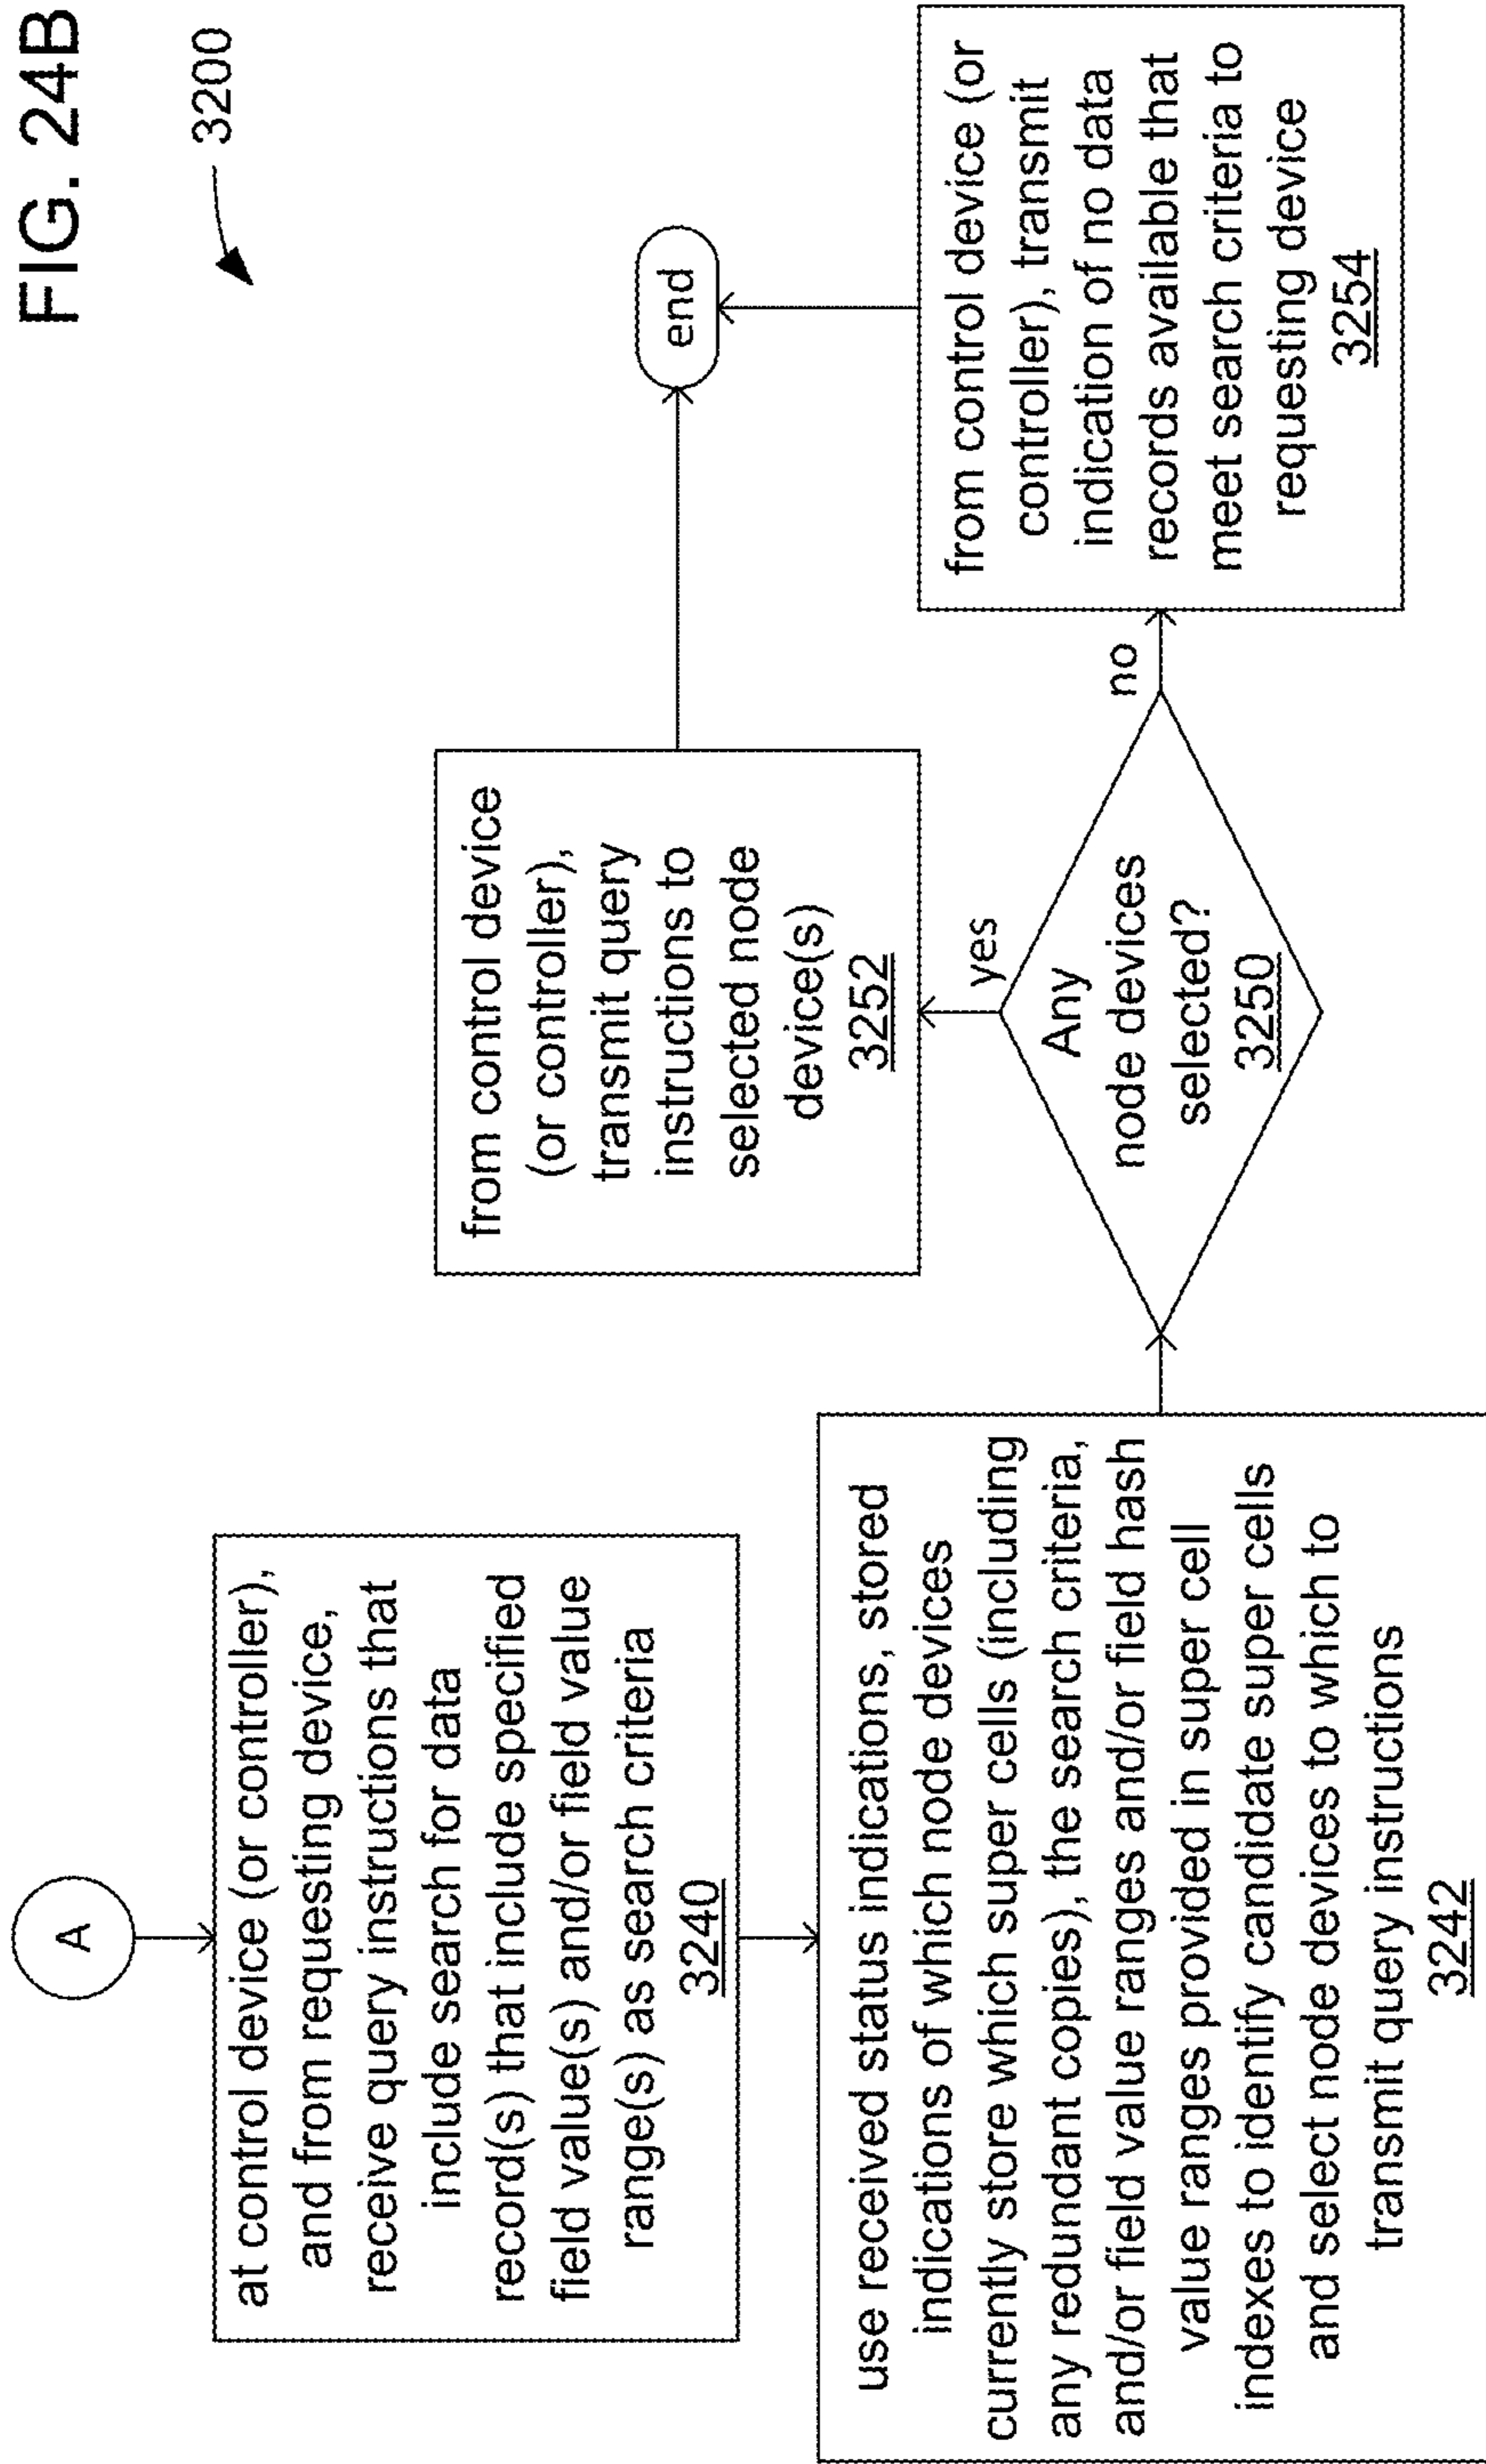 FIG. 24B
3200
A
at control device (or controller),
and from requesting device,
receive query instructions that
include search for data
record(s) that include specified
field value(s) and/or field value
range(s) as search criteria
3240
use received status indications, stored
indications of which node devices
currently store which super cells (including
any redundant copies), the search criteria,
and/or field value ranges and/or field hash
value ranges provided in super cell
indexes to identify candidate super cells
and select node devices to which to
transmit query instructions
3242
Any
node devices
selected?
3250
yes
no
from control device
(or controller),
transmit query
instructions to
selected node
device(s)
3252
from control device (or
controller), transmit
indication of no data
records available that
meet search criteria to
requesting device
3254
end